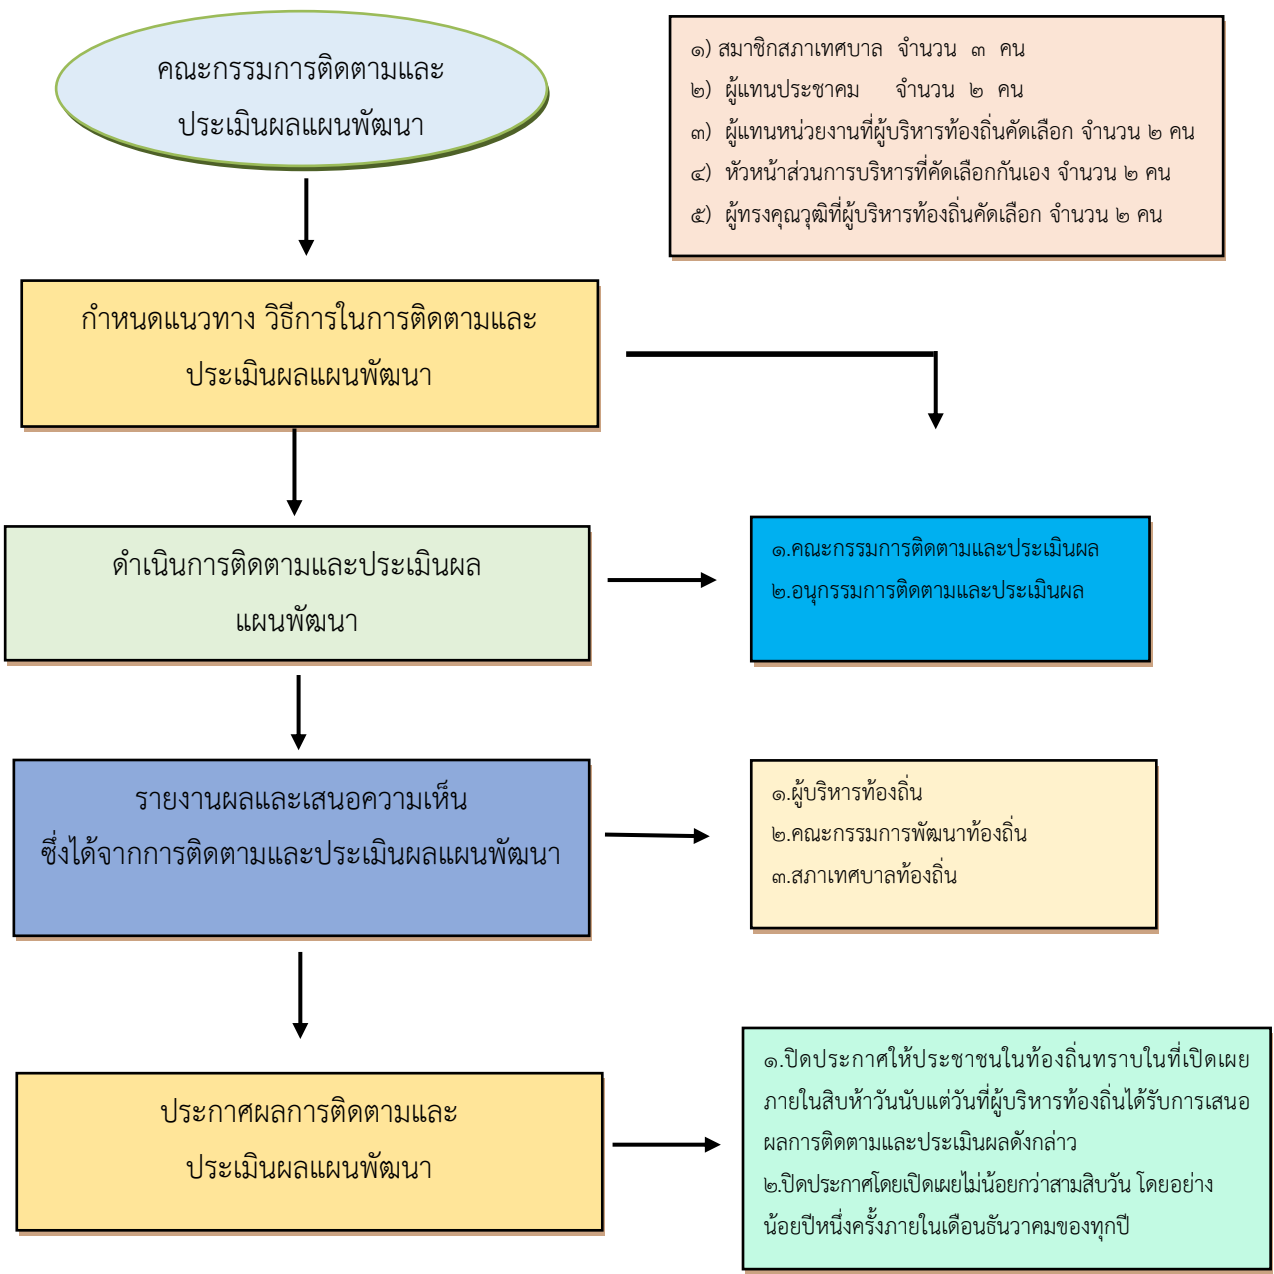 คณะกรรมการติดตามและ
ประเมินผลแผนพัฒนา
๑) สมาชิกสภาเทศบาล จำนวน ๓ คน
๒) ผู้แทนประชาคม จำนวน ๒ คน
๓) ผู้แทนหน่วยงานที่ผู้บริหารท้องถิ่นคัดเลือก จำนวน ๒ คน
๔) หัวหน้าส่วนการบริหารที่คัดเลือกกันเอง จำนวน ๒ คน
๕) ผู้ทรงคุณวุฒิที่ผู้บริหารท้องถิ่นคัดเลือก จำนวน ๒ คน
กำหนดแนวทาง วิธีการในการติดตามและ
ประเมินผลแผนพัฒนา
ดำเนินการติดตามและประเมินผล
แผนพัฒนา
๑.คณะกรรมการติดตามและประเมินผล
๒.อนุกรรมการติดตามและประเมินผล
รายงานผลและเสนอความเห็น
ซึ่งได้จากการติดตามและประเมินผลแผนพัฒนา
๑.ผู้บริหารท้องถิ่น
๒.คณะกรรมการพัฒนาท้องถิ่น
๓.สภาเทศบาลท้องถิ่น
ประกาศผลการติดตามและ
ประเมินผลแผนพัฒนา
๑.ปิดประกาศให้ประชาชนในท้องถิ่นทราบในที่เปิดเผย
ภายในสิบห้าวันนับแต่วันที่ผู้บริหารท้องถิ่นได้รับการเสนอ
ผลการติดตามและประเมินผลดังกล่าว
๒.ปิดประกาศโดยเปิดเผยไม่น้อยกว่าสามสิบวัน โดยอย่าง
น้อยปีหนึ่งครั้งภายในเดือนธันวาคมของทุกปี